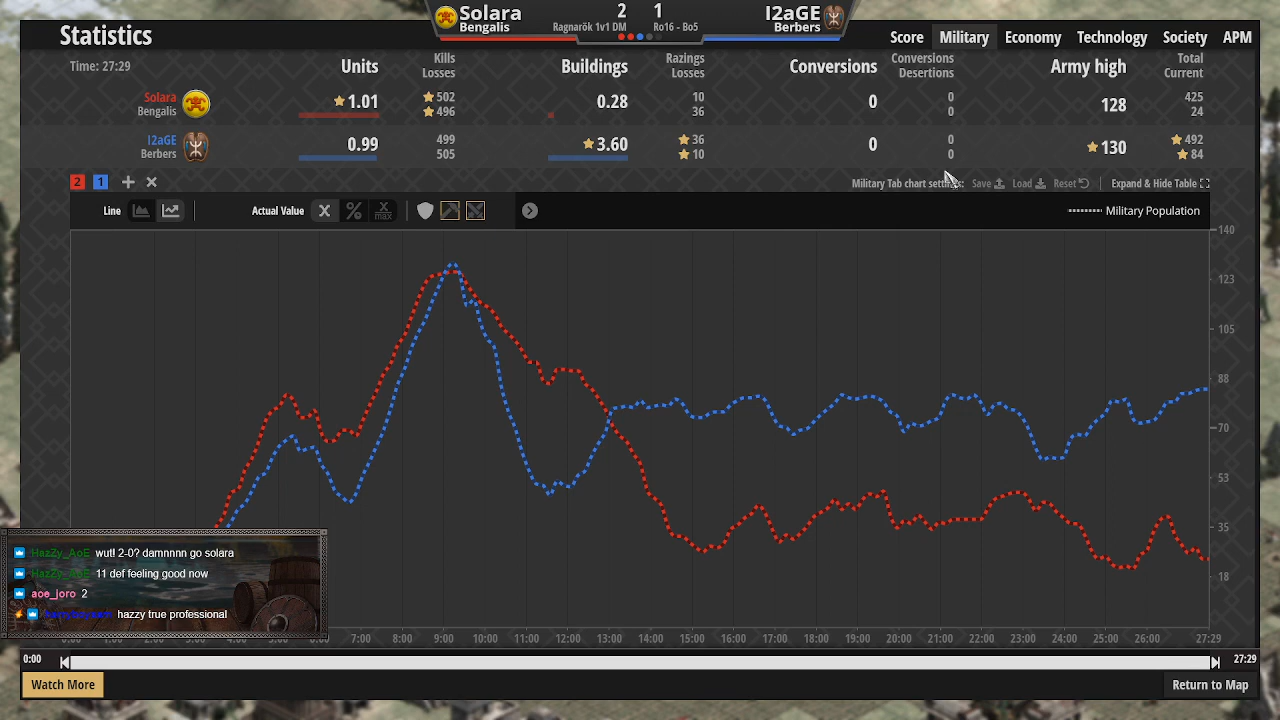 Solara 2 1 I2aGE
Bengalis Ragnarök 1v1 DM Ro16 - Bo5 Berbers
Statistics
Score Military Economy Technology Society APM
Time: 27:29
Units Kills Losses Buildings Razings Losses Conversions Conversions Desertions Army high Total Current
Solara
Bengalis
1.01 502 496 0.28 10 36 0 0 0 128 425 24
I2aGE
Berbers
0.99 499 505 3.60 36 10 0 0 0 130 492 84
2 1
Military Tab chart settings: Save Load Reset Expand & Hide Table
Line Actual Value X % X max Military Population
140
123
105
88
70
53
35
18
HazZy_AoE wut! 2-0? damnnnn go solara
HazZy_AoE 11 def feeling good now
aoe_joro 2
hazzy true professional
7:00 8:00 9:00 10:00 11:00 12:00 13:00 14:00 15:00 16:00 17:00 18:00 19:00 20:00 21:00 22:00 23:00 24:00 25:00 26:00 27:29
0:00 27:29
Watch More Return to Map